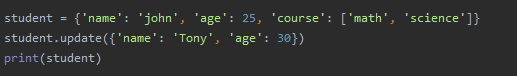 student = {'name': 'john', 'age': 25, 'course': ['math', 'science']}
student.update({'name': 'Tony', 'age': 30})
print(student)